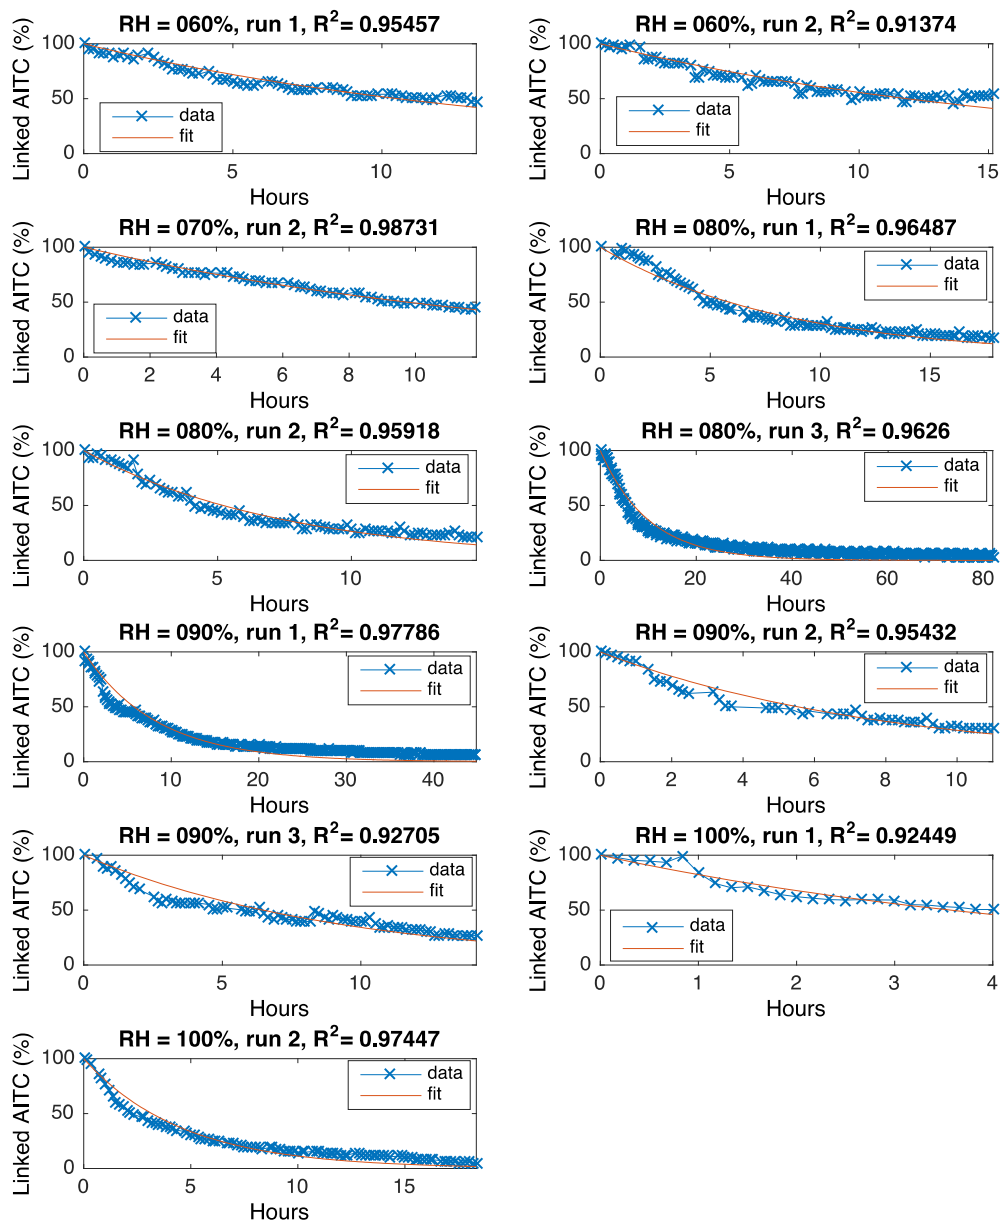 RH = 060%, run 1, R²= 0.95457
Linked AITC (%)
100
50
0
data
fit
0 5 10
Hours
RH = 060%, run 2, R²= 0.91374
Linked AITC (%)
100
50
0
data
fit
0 5 10 15
Hours
RH = 070%, run 2, R²= 0.98731
Linked AITC (%)
100
50
0
data
fit
2 4 6 8 10
Hours
RH = 080%, run 1, R²= 0.96487
Linked AITC (%)
100
50
0
data
fit
0 5 10 15
Hours
RH = 080%, run 2, R²= 0.95918
Linked AITC (%)
100
50
0
data
fit
0 5 10
Hours
RH = 080%, run 3, R²= 0.9626
Linked AITC (%)
100
50
0
data
fit
0 20 40 60 80
Hours
RH = 090%, run 1, R²= 0.97786
Linked AITC (%)
100
50
0
data
fit
0 10 20 30 40
Hours
RH = 090%, run 2, R²= 0.95432
Linked AITC (%)
100
50
0
data
fit
0 2 4 6 8 10
Hours
RH = 090%, run 3, R²= 0.92705
Linked AITC (%)
100
50
0
data
fit
0 5 10
Hours
RH = 100%, run 1, R²= 0.92449
Linked AITC (%)
100
50
0
data
fit
0 1 2 3 4
Hours
RH = 100%, run 2, R²= 0.97447
Linked AITC (%)
100
50
0
data
fit
0 5 10 15
Hours